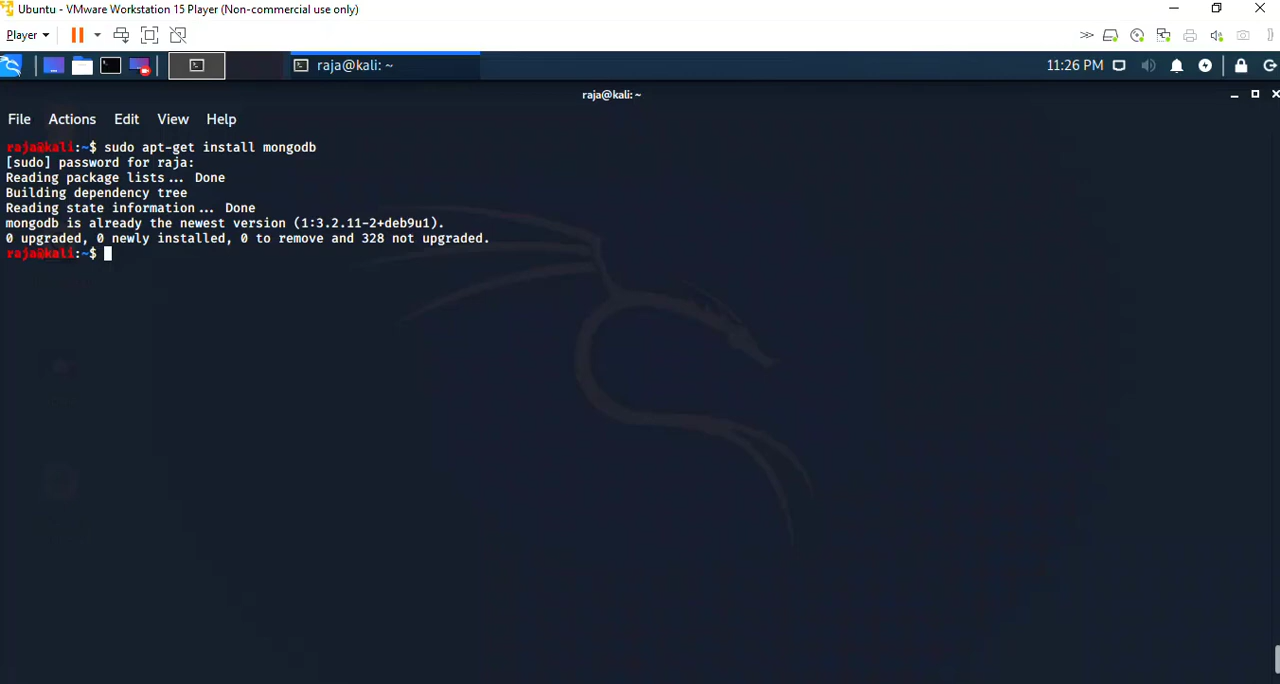 Ubuntu - VMware Workstation 15 Player (Non-commercial use only)
Player
raja@kali: ~
11:26 PM
raja@kali: ~
File Actions Edit View Help
raja@kali:~$ sudo apt-get install mongodb
[sudo] password for raja:
Reading package lists... Done
Building dependency tree
Reading state information... Done
mongodb is already the newest version (1:3.2.11-2+deb9u1).
0 upgraded, 0 newly installed, 0 to remove and 328 not upgraded.
raja@kali:~$